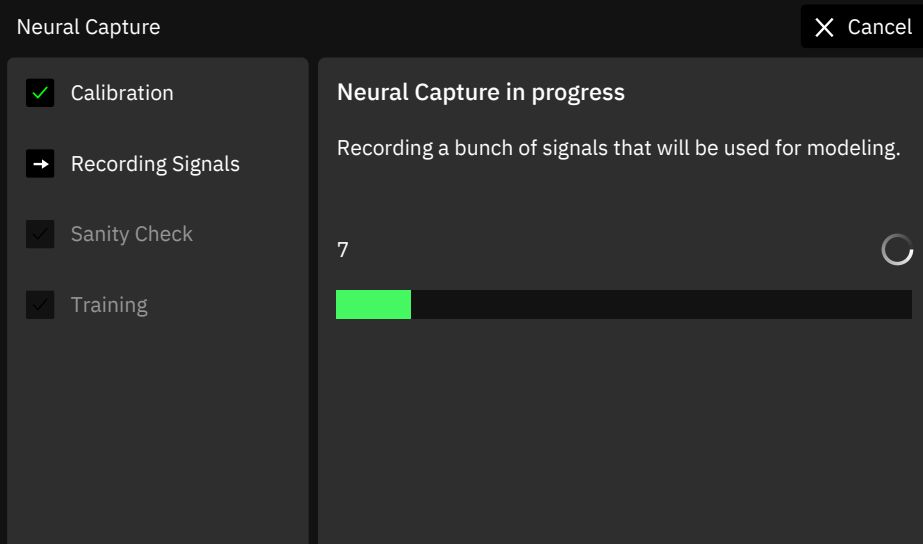 Neural Capture
Cancel
Calibration
Recording Signals
Sanity Check
Training
Neural Capture in progress
Recording a bunch of signals that will be used for modeling.
7